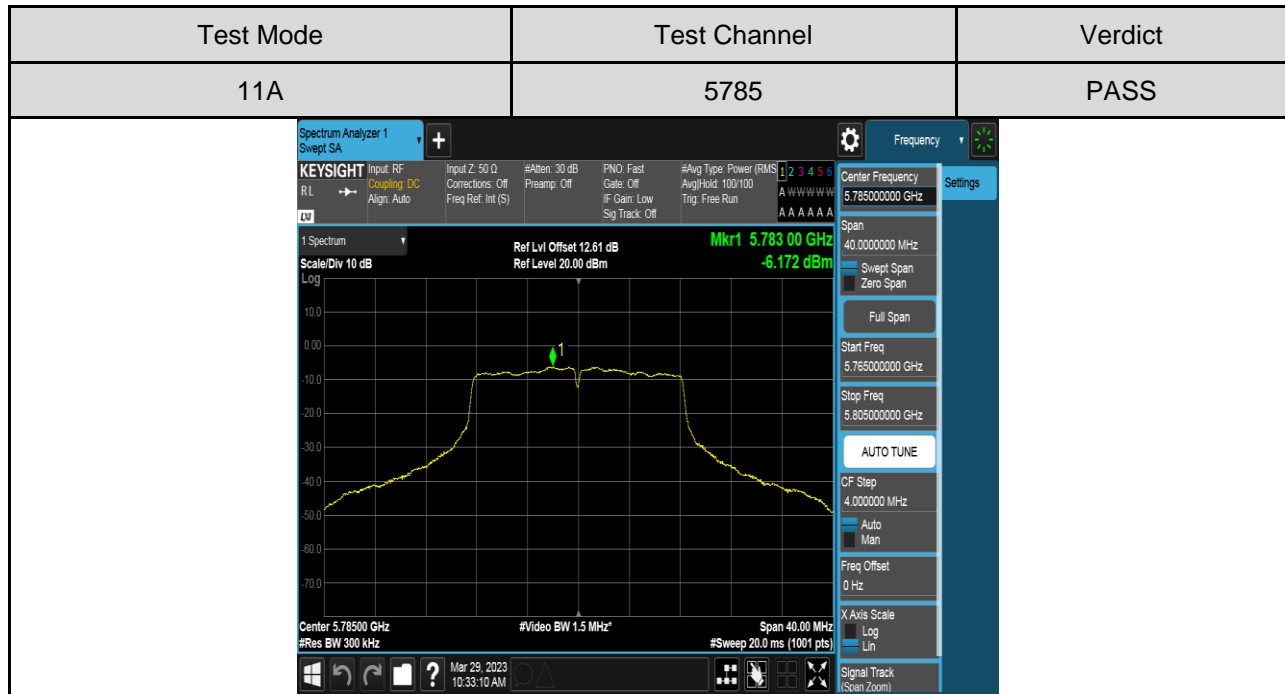 Test Mode Test Channel Verdict
11A 5785 PASS
Spectrum Analyzer 1
Swept SA
+
Frequency
Settings
KEYSIGHT
RL
LXI
Input: RF
Coupling: DC
Align: Auto
Input Z: 50 Ω
Corrections: Off
Freq Ref: Int (S)
#Atten: 30 dB
Preamp: Off
PNO: Fast
Gate: Off
IF Gain: Low
Sig Track: Off
#Avg Type: Power (RMS
Avg|Hold: 100/100
Trig: Free Run
1 2 3 4 5 6
A W W W W W
A A A A A A
1 Spectrum
Scale/Div 10 dB
Ref Lvl Offset 12.61 dB
Ref Level 20.00 dBm
Mkr1 5.783 00 GHz
-6.172 dBm
Log
10.0
0.00
-10.0
-20.0
-30.0
-40.0
-50.0
-60.0
-70.0
1
Center 5.78500 GHz
#Res BW 300 kHz
#Video BW 1.5 MHz*
Span 40.00 MHz
#Sweep 20.0 ms (1001 pts)
?
Mar 29, 2023
10:33:10 AM
Center Frequency
5.785000000 GHz
Span
40.0000000 MHz
Swept Span
Zero Span
Full Span
Start Freq
5.765000000 GHz
Stop Freq
5.805000000 GHz
AUTO TUNE
CF Step
4.000000 MHz
Auto
Man
Freq Offset
0 Hz
X Axis Scale
Log
Lin
Signal Track
(Span Zoom)